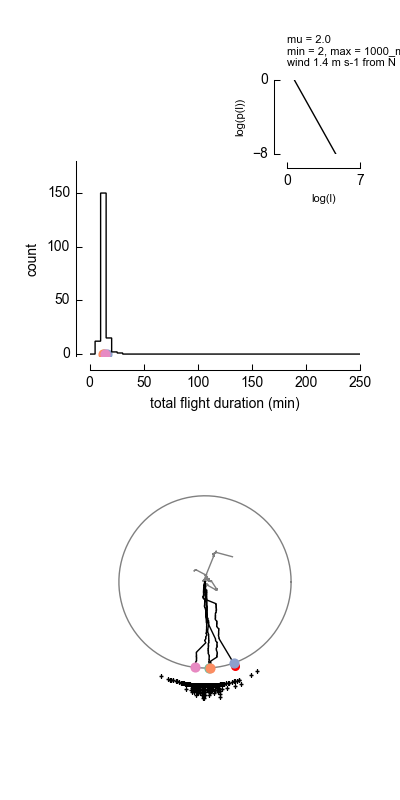 mu = 2.0
min = 2, max = 1000_m
wind 1.4 m s-1 from N
log(p(l))
0
−8
0 7
log(l)
count
150
100
50
0
0 50 100 150 200 250
total flight duration (min)